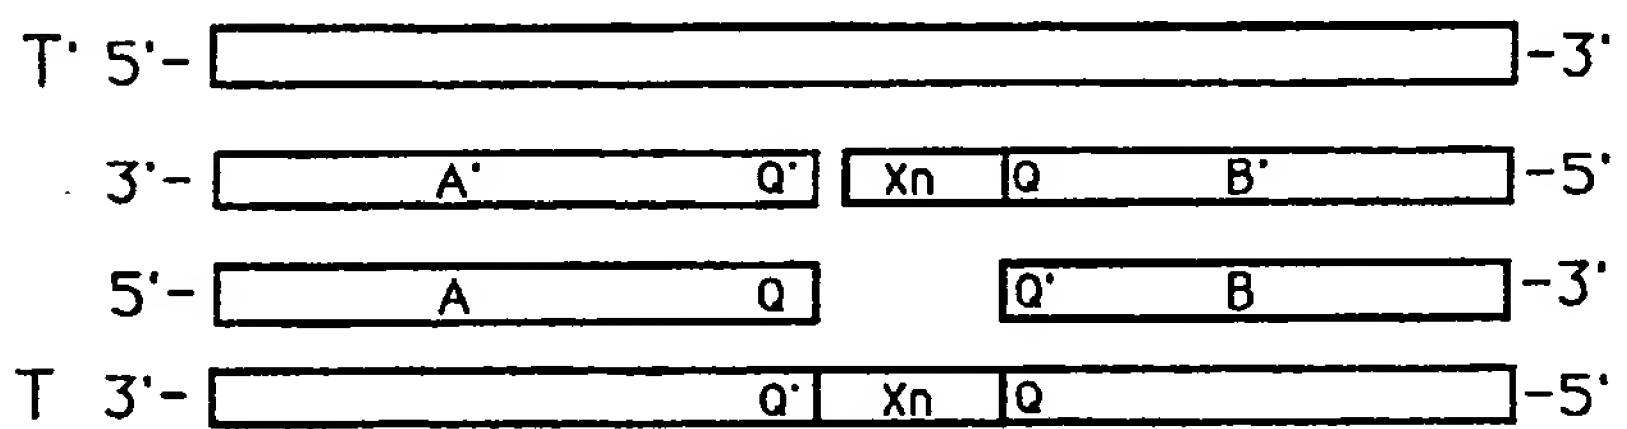 T' 5'- -3'
3'- A' Q' Xn Q B' -5'
5'- A Q Q' B -3'
T 3'- Q' Xn Q -5'